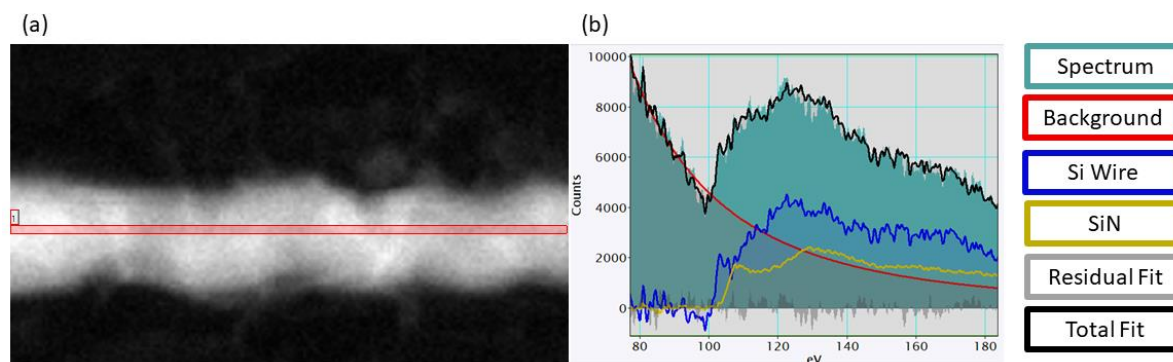 (a)
1
(b)
10000
8000
6000
4000
2000
0
Counts
80
100
120
140
160
180
eV
Spectrum
Background
Si Wire
SiN
Residual Fit
Total Fit